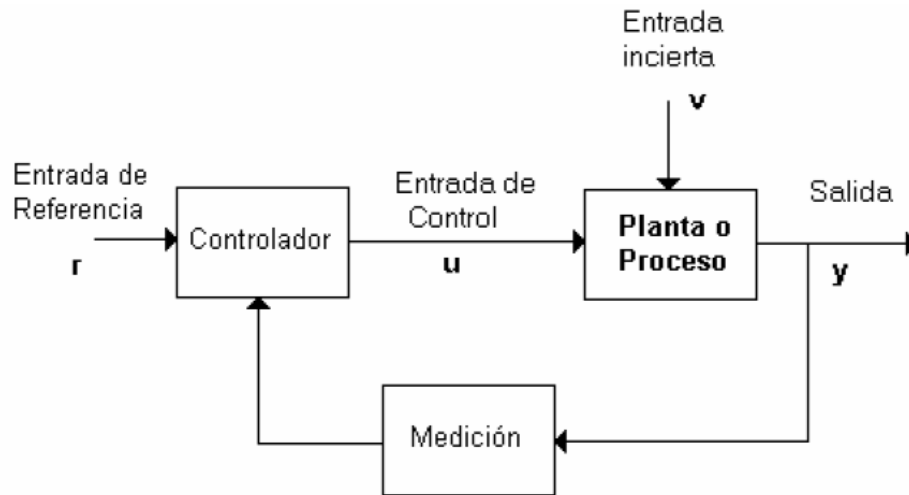 Entrada
incierta
v
Entrada de
Referencia
r
Controlador
Entrada de
Control
u
Planta o
Proceso
Salida
y
Medición